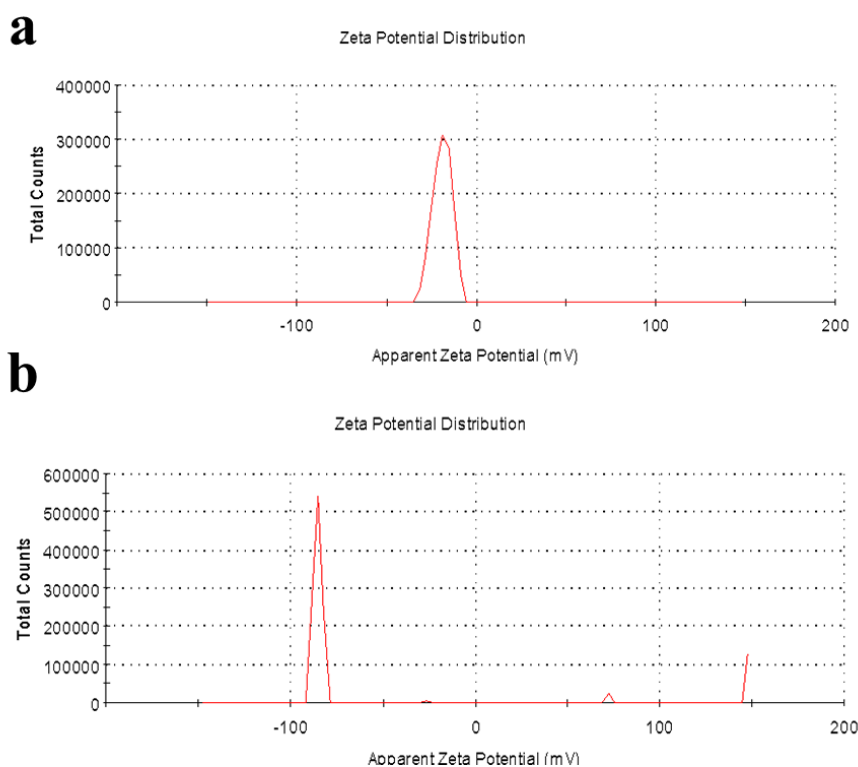 a
Zeta Potential Distribution
400000
300000
200000
100000
0
Total Counts
-100 0 100 200
Apparent Zeta Potential (mV)
b
Zeta Potential Distribution
600000
500000
400000
300000
200000
100000
0
Total Counts
-100 0 100 200
Apparent Zeta Potential (mV)